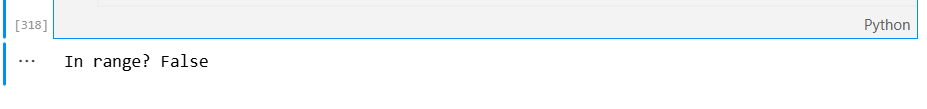 [318]
Python
... In range? False